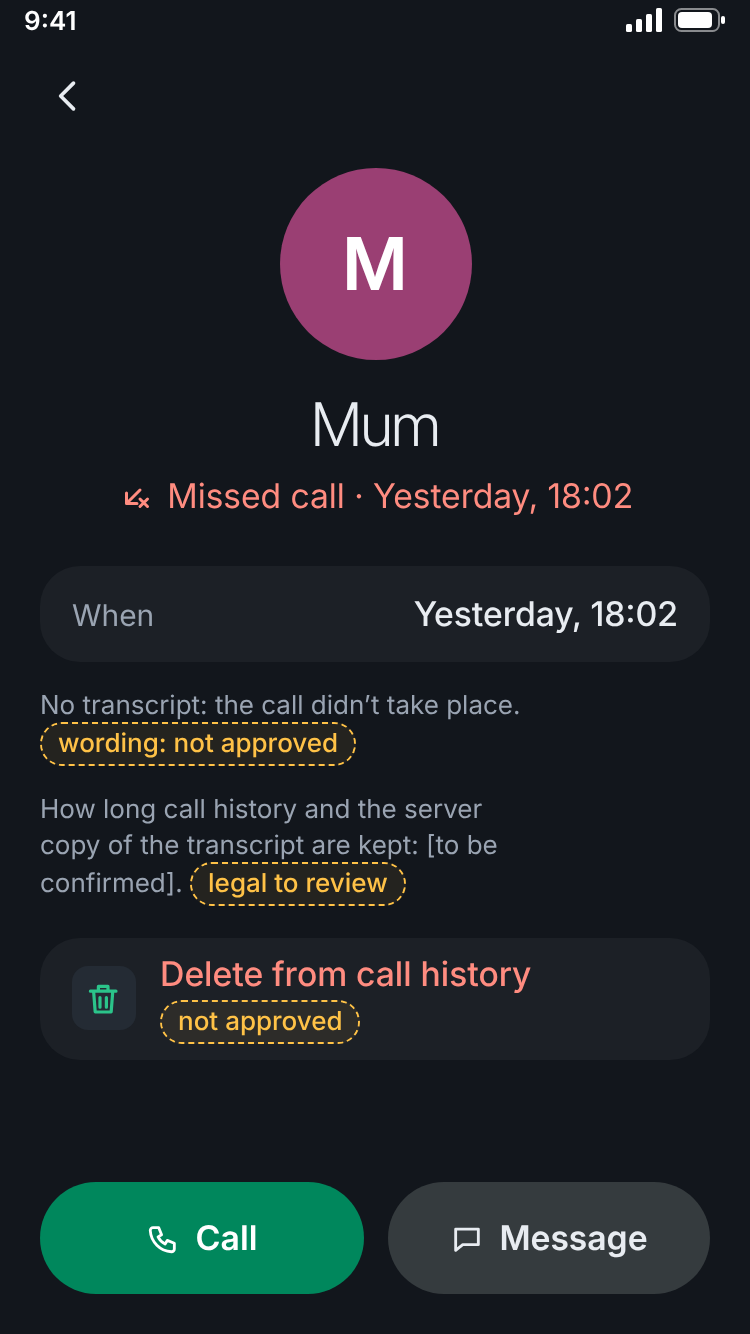 9:41
M
Mum
Missed call · Yesterday, 18:02
When Yesterday, 18:02
No transcript: the call didn’t take place.
wording: not approved
How long call history and the server
copy of the transcript are kept: [to be
confirmed]. legal to review
Delete from call history
not approved
Call Message